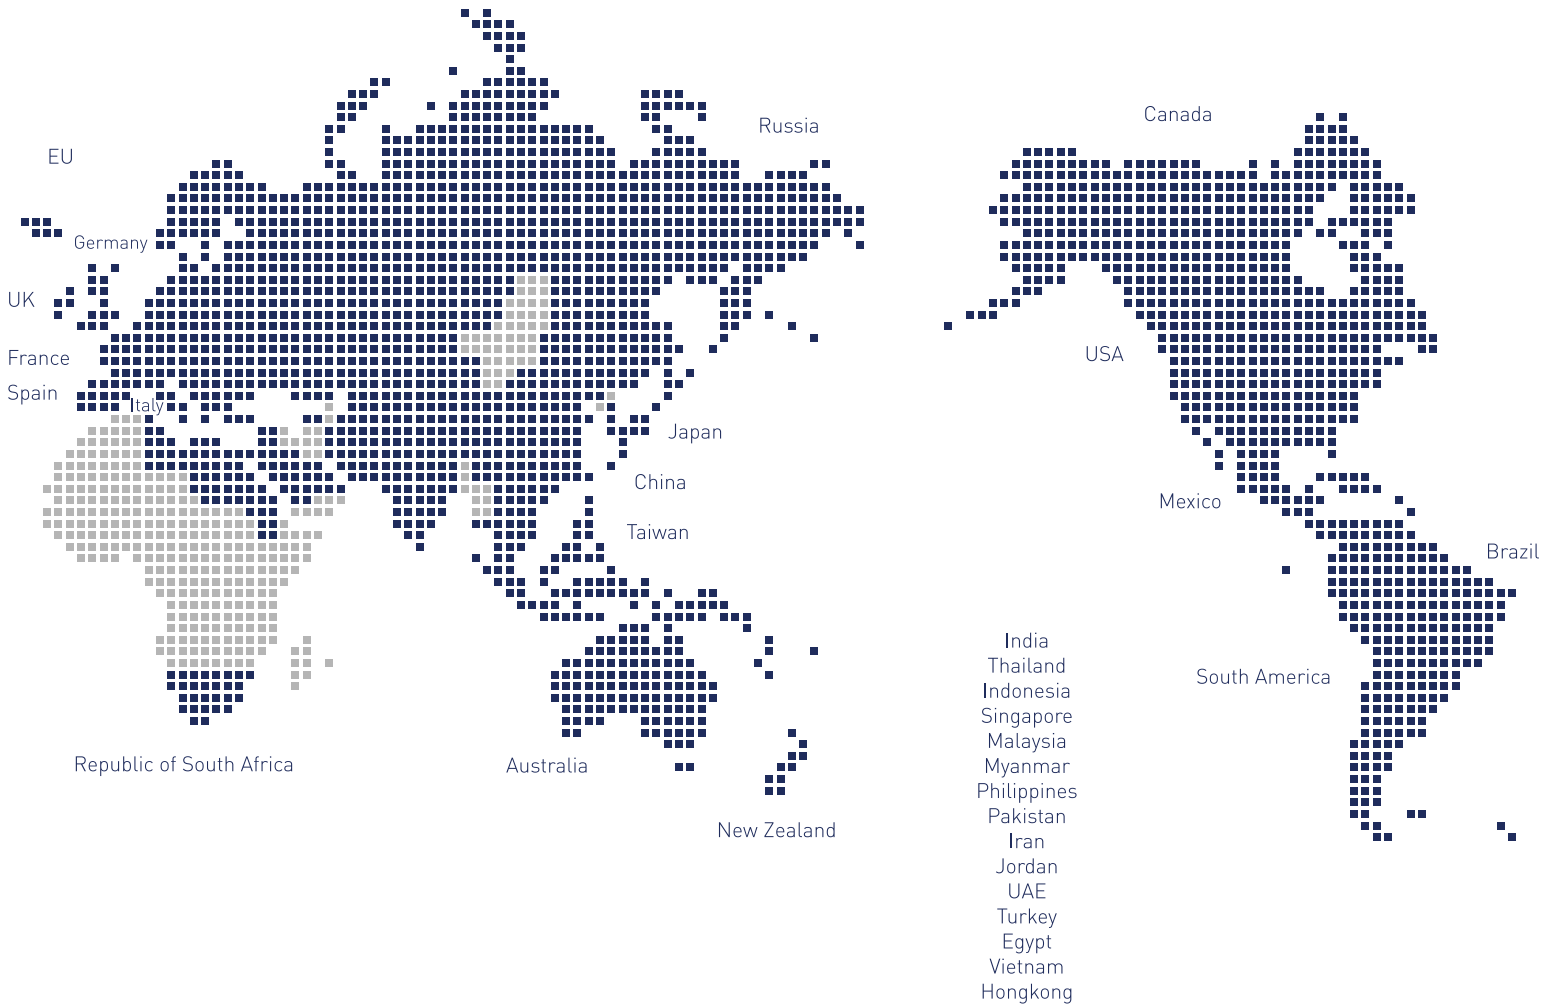 Canada
Russia
EU
Germany
UK
USA
France
Spain
Italy
Japan
China
Mexico
Taiwan
Brazil
South America
Republic of South Africa
Australia
New Zealand
India
Thailand
Indonesia
Singapore
Malaysia
Myanmar
Philippines
Pakistan
Iran
Jordan
UAE
Turkey
Egypt
Vietnam
Hongkong